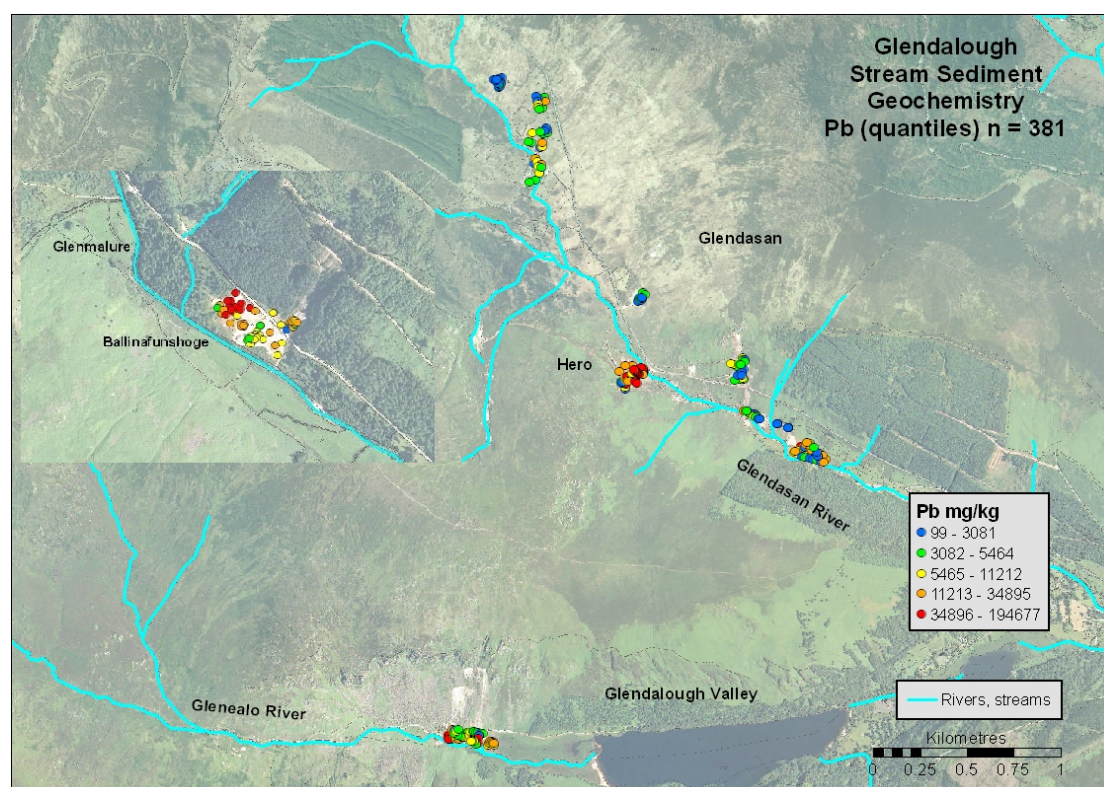 Glendalough
Stream Sediment
Geochemistry
Pb (quantiles) n = 381
Glenmalure
Glendasan
Ballinafunshoge
Hero
Glendasan River
Pb mg/kg
99 - 3081
3082 - 5464
5465 - 11212
11213 - 34895
34896 - 194677
Glenealo River
Glendalough Valley
Rivers, streams
Kilometres
0 0.25 0.5 0.75 1